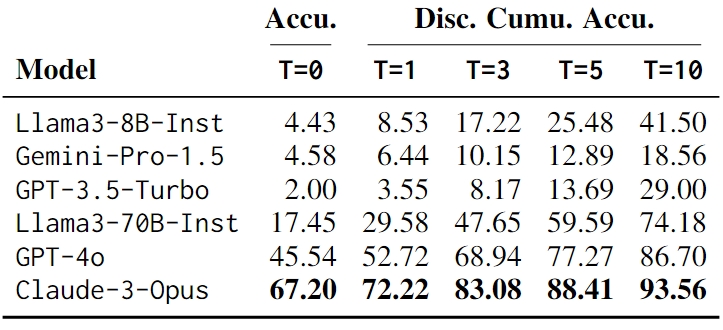 Accu. Disc. Cumu. Accu.
Model T=0 T=1 T=3 T=5 T=10
Llama3-8B-Inst 4.43 8.53 17.22 25.48 41.50
Gemini-Pro-1.5 4.58 6.44 10.15 12.89 18.56
GPT-3.5-Turbo 2.00 3.55 8.17 13.69 29.00
Llama3-70B-Inst 17.45 29.58 47.65 59.59 74.18
GPT-4o 45.54 52.72 68.94 77.27 86.70
Claude-3-Opus 67.20 72.22 83.08 88.41 93.56